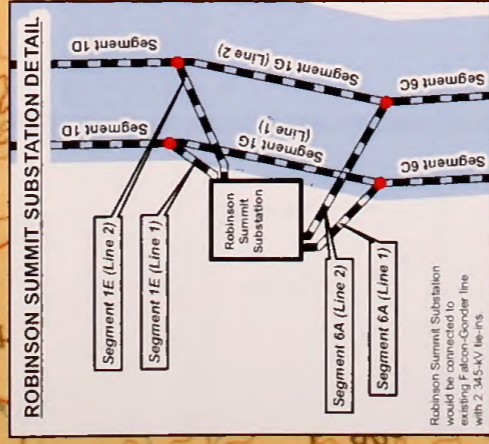 ROBINSON SUMMIT SUBSTATION DETAIL
Segment 1D
Segment 1D
Segment 1E (Line 2)
Segment 1E (Line 1)
Segment 1G (Line 2)
Segment 1G
(Line 1)
Robinson
Summit
Substation
Segment 6A (Line 2)
Segment 6A (Line 1)
Segment 6C
Segment 6C
Robinson Summit Substation
would be connected to
existing Falcon-Gonder line
with 2 345-kV tie-ins.